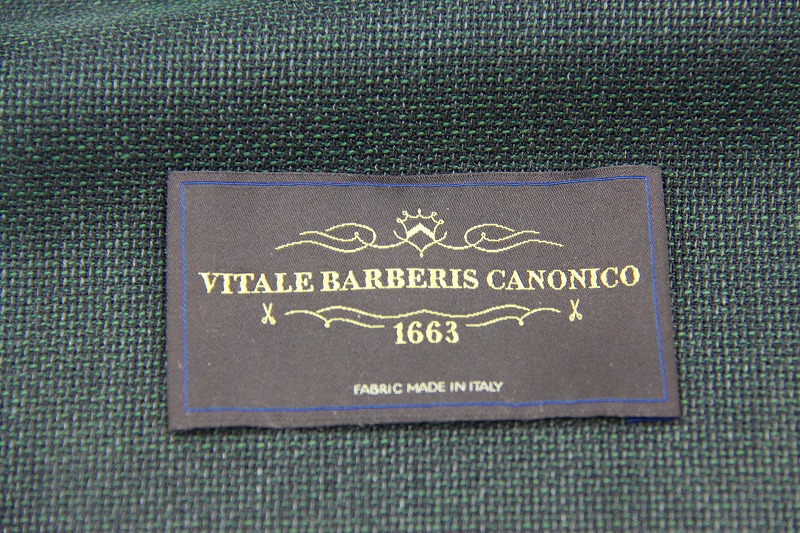 VITALE BARBERIS CANONICO
1663
FABRIC MADE IN ITALY